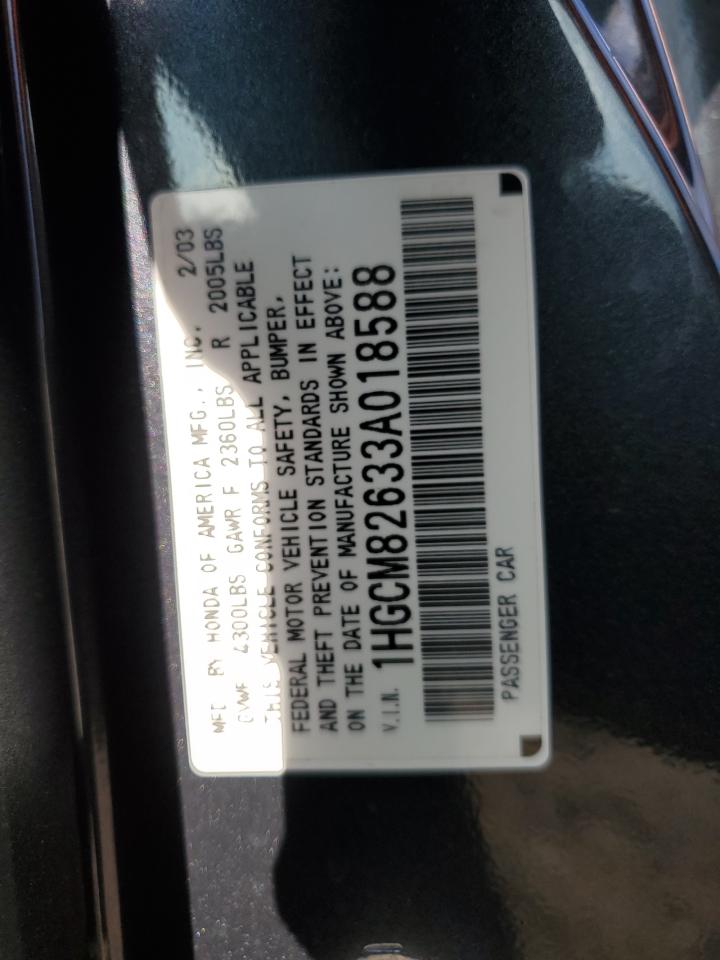 MFD BY HONDA OF AMERICA MFG., INC. 2/03
GVWR 4300LBS GAWR F 2360LBS R 2005LBS
THIS VEHICLE CONFORMS TO ALL APPLICABLE
FEDERAL MOTOR VEHICLE SAFETY, BUMPER,
AND THEFT PREVENTION STANDARDS IN EFFECT
ON THE DATE OF MANUFACTURE SHOWN ABOVE:
V.I.N. 1HGCM82633A018588
PASSENGER CAR